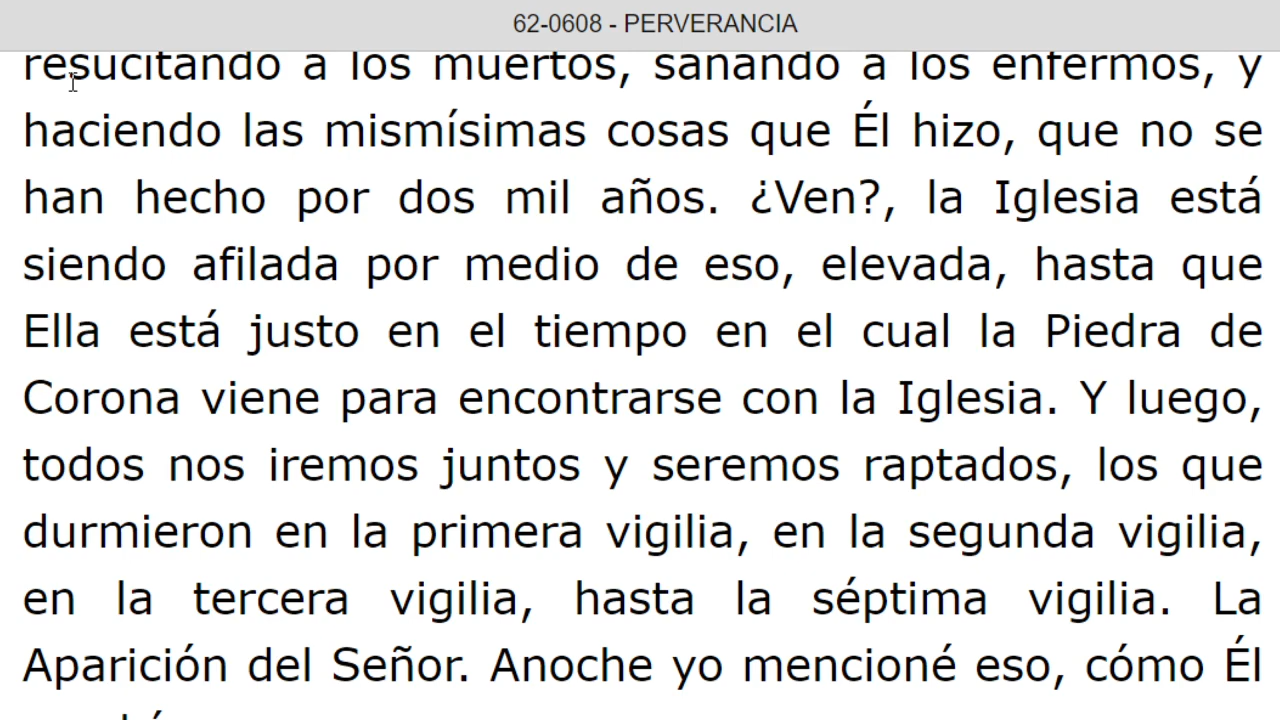 62-0608 - PERVERANCIA
resucitando a los muertos, sanando a los enfermos, y
haciendo las mismísimas cosas que Él hizo, que no se
han hecho por dos mil años. ¿Ven?, la Iglesia está
siendo afilada por medio de eso, elevada, hasta que
Ella está justo en el tiempo en el cual la Piedra de
Corona viene para encontrarse con la Iglesia. Y luego,
todos nos iremos juntos y seremos raptados, los que
durmieron en la primera vigilia, en la segunda vigilia,
en la tercera vigilia, hasta la séptima vigilia. La
Aparición del Señor. Anoche yo mencioné eso, cómo Él